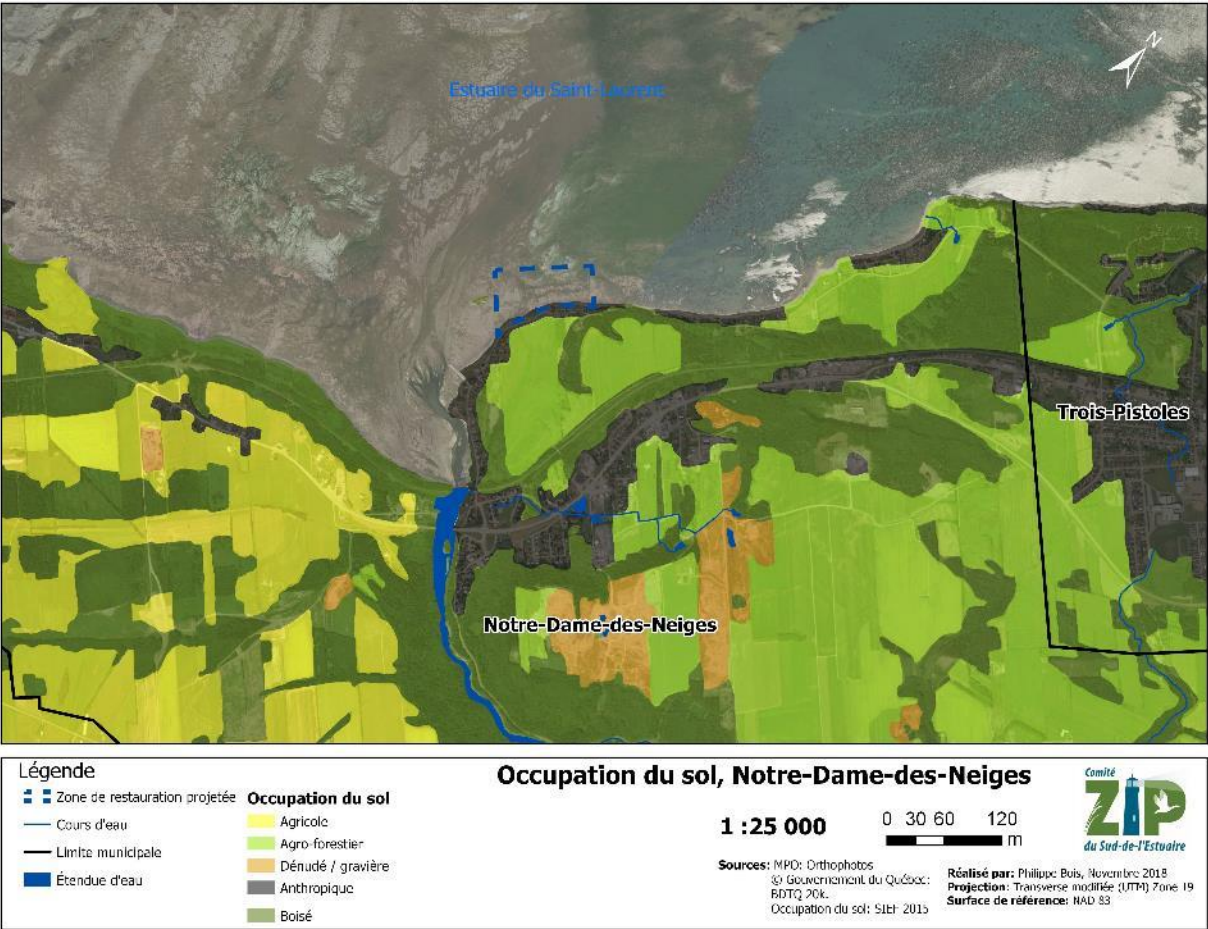 N
Estuaire du Saint-Laurent
Trois-Pistoles
Notre-Dame-des-Neiges
Légende
Zone de restauration projetée
Cours d'eau
Limite municipale
Étendue d'eau
Occupation du sol
Agricole
Agro-forestier
Dénudé / gravière
Anthropique
Boisé
Occupation du sol, Notre-Dame-des-Neiges
1 :25 000
0 30 60 120
m
Sources: MPO: Orthophotos
© Gouvernement du Québec:
BDTQ 20k.
Occupation du sol: SIEF 2015
Réalisé par: Philippe Bois, Novembre 2018
Projection: Transverse modifiée (UTM) Zone 19
Surface de référence: NAD 83
Comité
ZIP
du Sud-de-l'Estuaire